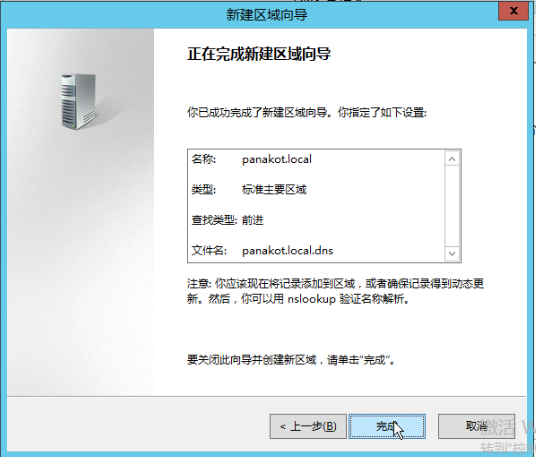 新建区域向导
x
正在完成新建区域向导
你已成功完成了新建区域向导。你指定了如下设置:
名称: panakot.local
类型: 标准主要区域
查找类型: 前进
文件名: panakot.local.dns
注意: 你应该现在将记录添加到区域，或者确保记录得到动态更
新。然后，你可以用 nslookup 验证名称解析。
要关闭此向导并创建新区域，请单击“完成”。
< 上一步(B) 完成 取消
激活 W
转到“控